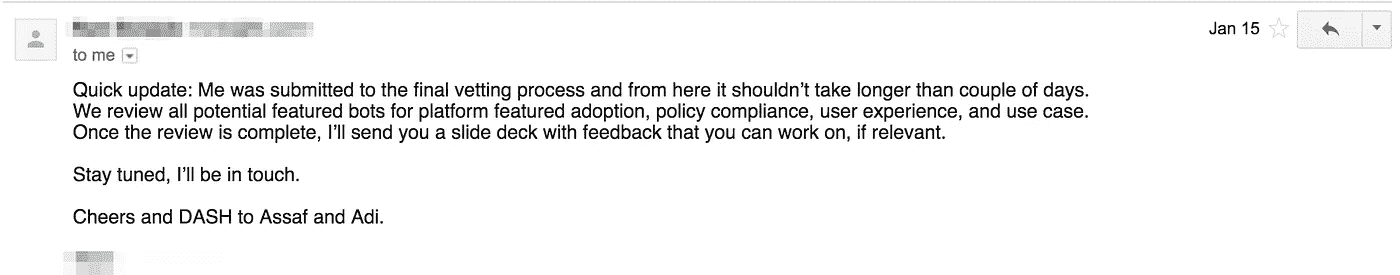 Jan 15
to me
Quick update: Me was submitted to the final vetting process and from here it shouldn’t take longer than couple of days.
We review all potential featured bots for platform featured adoption, policy compliance, user experience, and use case.
Once the review is complete, I’ll send you a slide deck with feedback that you can work on, if relevant.
Stay tuned, I’ll be in touch.
Cheers and DASH to Assaf and Adi.